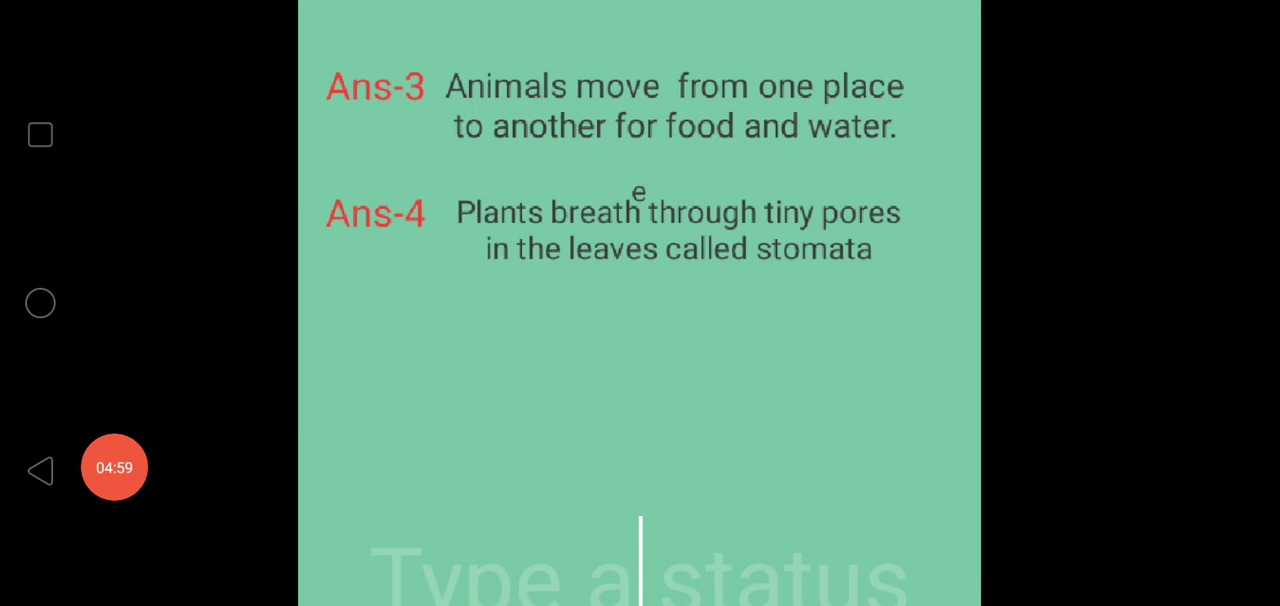 Ans-3 Animals move from one place
to another for food and water.
e
Ans-4 Plants breath through tiny pores
in the leaves called stomata
04:59
Type a status